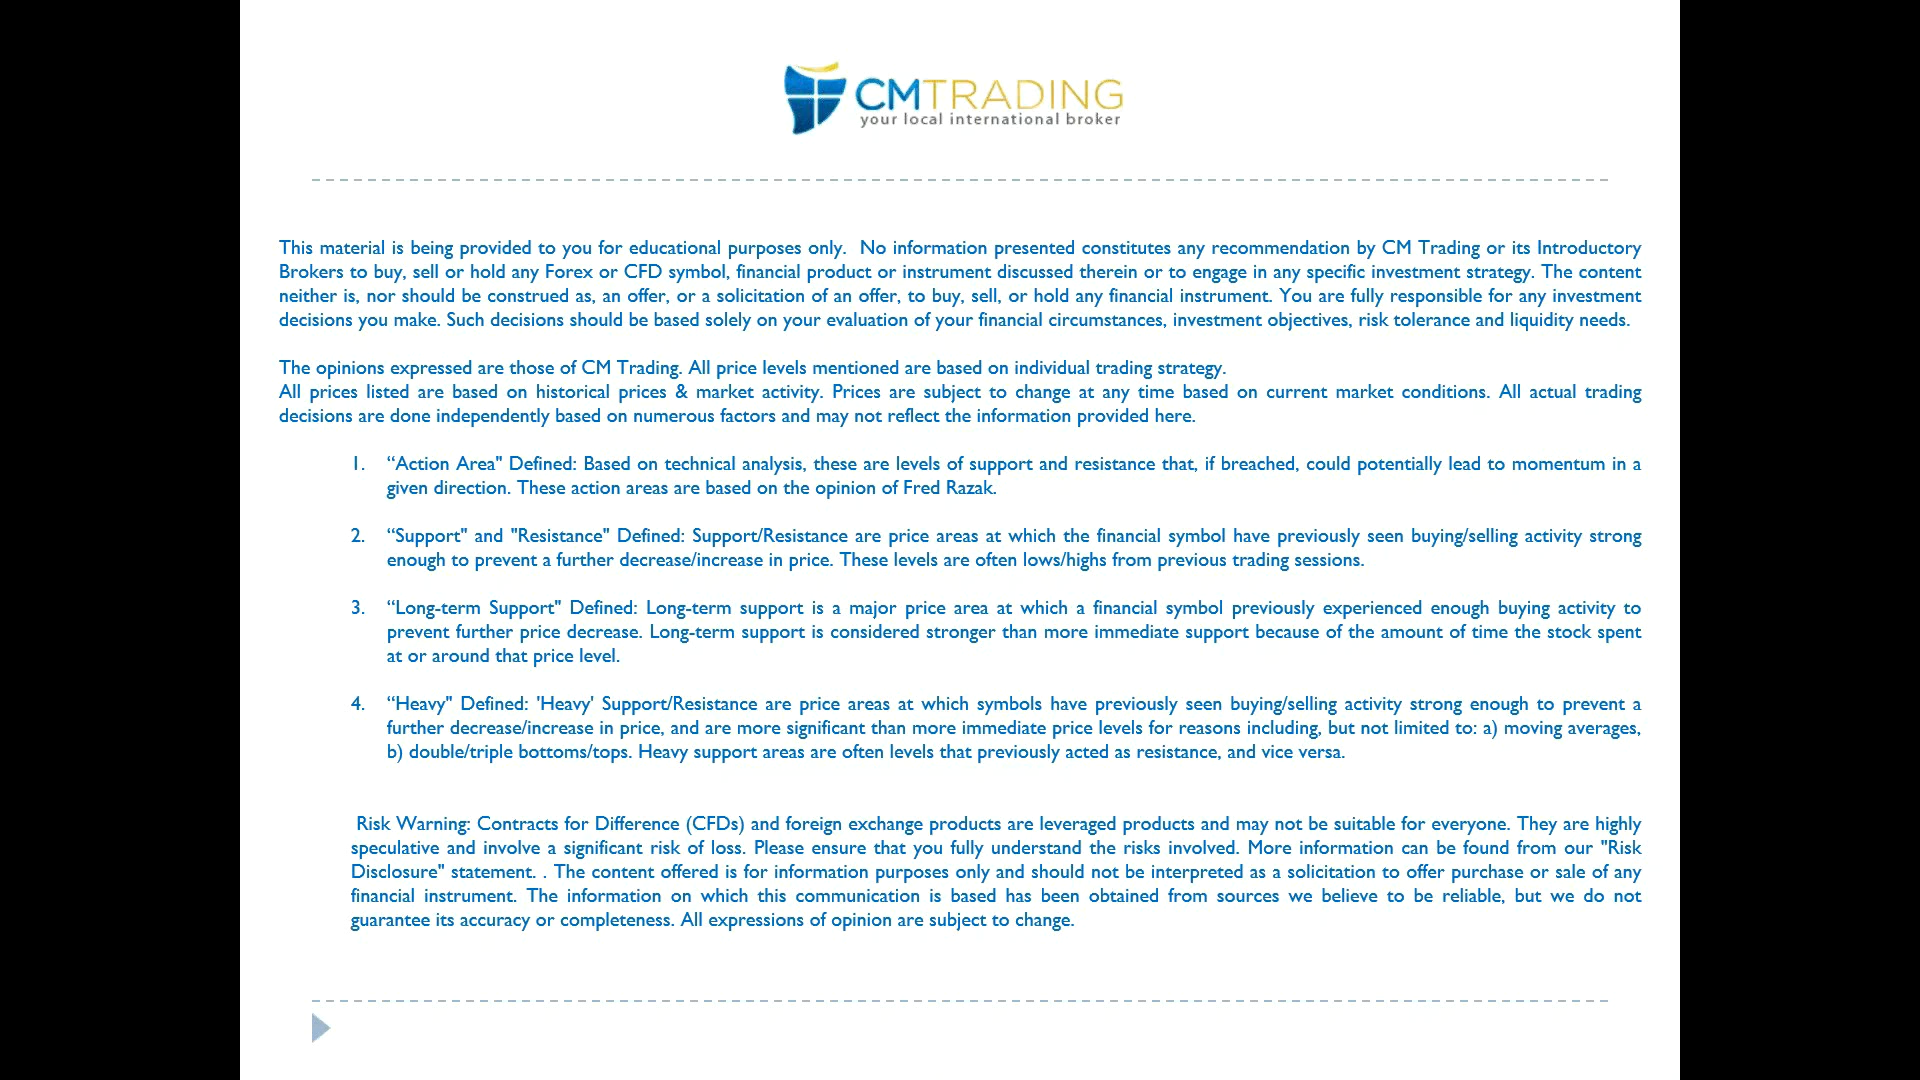 CMTRADING
your local international broker
This material is being provided to you for educational purposes only.  No information presented constitutes any recommendation by CM Trading or its Introductory
Brokers to buy, sell or hold any Forex or CFD symbol, financial product or instrument discussed therein or to engage in any specific investment strategy. The content
neither is, nor should be construed as, an offer, or a solicitation of an offer, to buy, sell, or hold any financial instrument. You are fully responsible for any investment
decisions you make. Such decisions should be based solely on your evaluation of your financial circumstances, investment objectives, risk tolerance and liquidity needs.
The opinions expressed are those of CM Trading. All price levels mentioned are based on individual trading strategy.
All prices listed are based on historical prices & market activity. Prices are subject to change at any time based on current market conditions. All actual trading
decisions are done independently based on numerous factors and may not reflect the information provided here.
1. “Action Area" Defined: Based on technical analysis, these are levels of support and resistance that, if breached, could potentially lead to momentum in a
given direction. These action areas are based on the opinion of Fred Razak.
2. “Support" and "Resistance" Defined: Support/Resistance are price areas at which the financial symbol have previously seen buying/selling activity strong
enough to prevent a further decrease/increase in price. These levels are often lows/highs from previous trading sessions.
3. “Long-term Support" Defined: Long-term support is a major price area at which a financial symbol previously experienced enough buying activity to
prevent further price decrease. Long-term support is considered stronger than more immediate support because of the amount of time the stock spent
at or around that price level.
4. “Heavy" Defined: 'Heavy' Support/Resistance are price areas at which symbols have previously seen buying/selling activity strong enough to prevent a
further decrease/increase in price, and are more significant than more immediate price levels for reasons including, but not limited to: a) moving averages,
b) double/triple bottoms/tops. Heavy support areas are often levels that previously acted as resistance, and vice versa.
Risk Warning: Contracts for Difference (CFDs) and foreign exchange products are leveraged products and may not be suitable for everyone. They are highly
speculative and involve a significant risk of loss. Please ensure that you fully understand the risks involved. More information can be found from our "Risk
Disclosure" statement. . The content offered is for information purposes only and should not be interpreted as a solicitation to offer purchase or sale of any
financial instrument. The information on which this communication is based has been obtained from sources we believe to be reliable, but we do not
guarantee its accuracy or completeness. All expressions of opinion are subject to change.